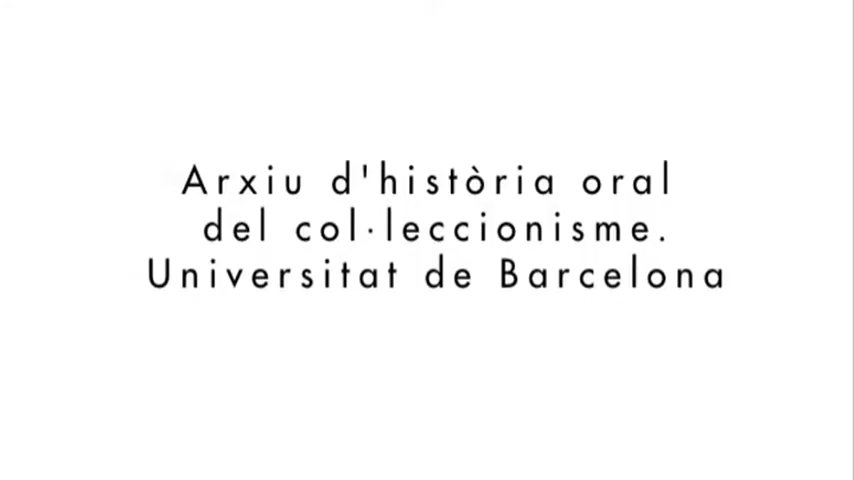 Arxiu d'història oral
del col·leccionisme.
Universitat de Barcelona